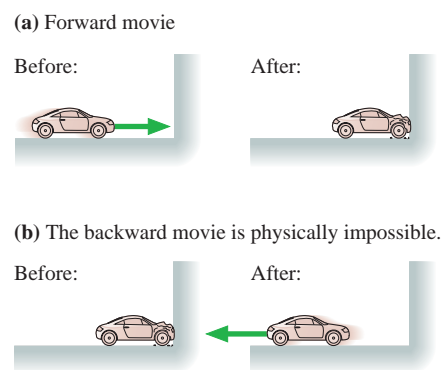 (a) Forward movie
Before: After:
(b) The backward movie is physically impossible.
Before: After: